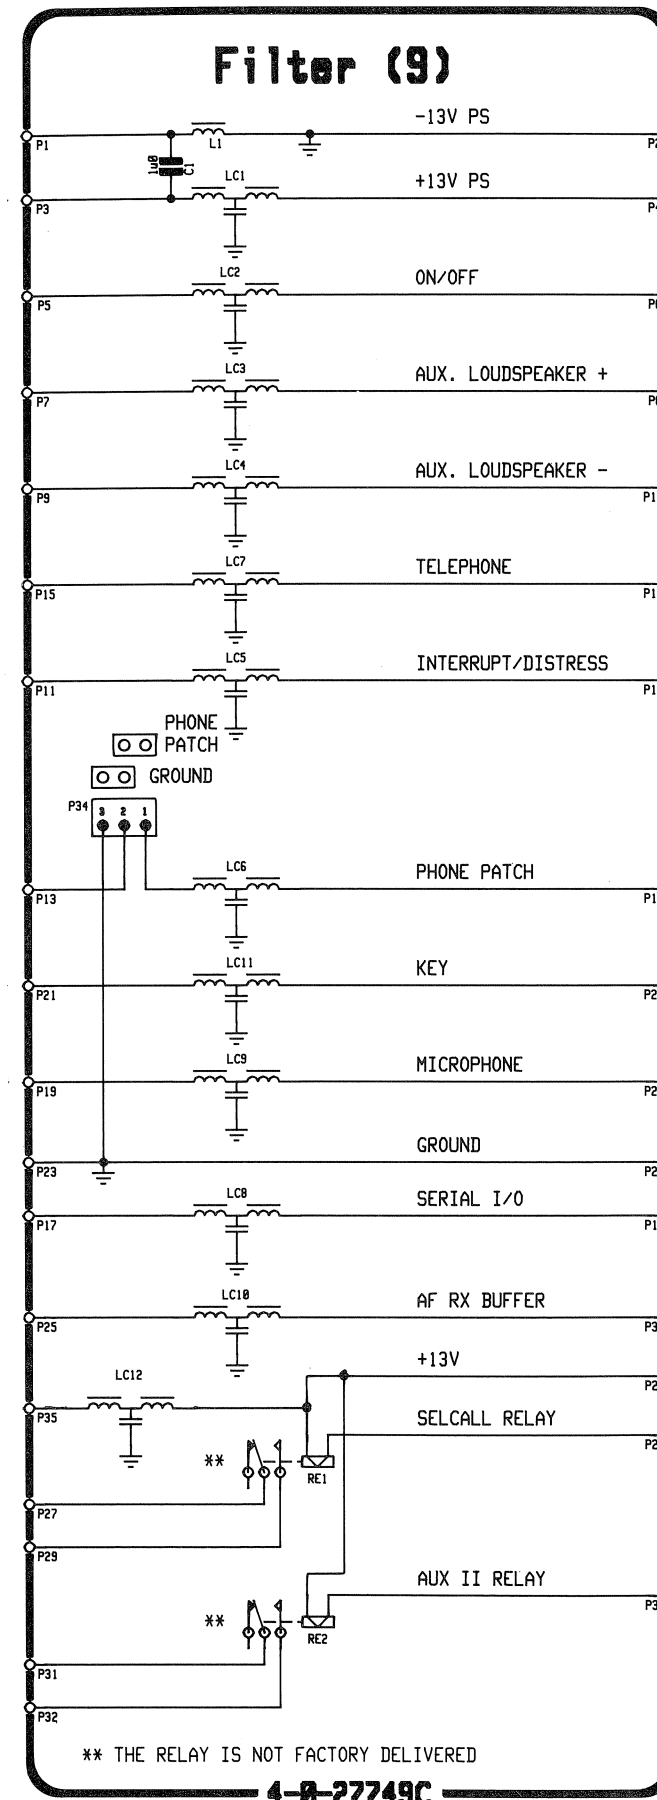 Filter (9)
-13V PS
P1
L1
1u0
C1
LC1
+13V PS
P3
LC2
ON/OFF
P5
LC3
AUX. LOUDSPEAKER +
P7
LC4
AUX. LOUDSPEAKER -
P9
LC7
TELEPHONE
P15
LC5
INTERRUPT/DISTRESS
P11
PHONE
PATCH
GROUND
P34
3 2 1
LC6
PHONE PATCH
P13
LC11
KEY
P21
LC9
MICROPHONE
P19
GROUND
P23
LC8
SERIAL I/O
P17
LC10
AF RX BUFFER
P25
+13V
LC12
P35
SELCALL RELAY
**
RE1
P27
P29
AUX II RELAY
**
RE2
P31
P32
** THE RELAY IS NOT FACTORY DELIVERED
4-0-27749C